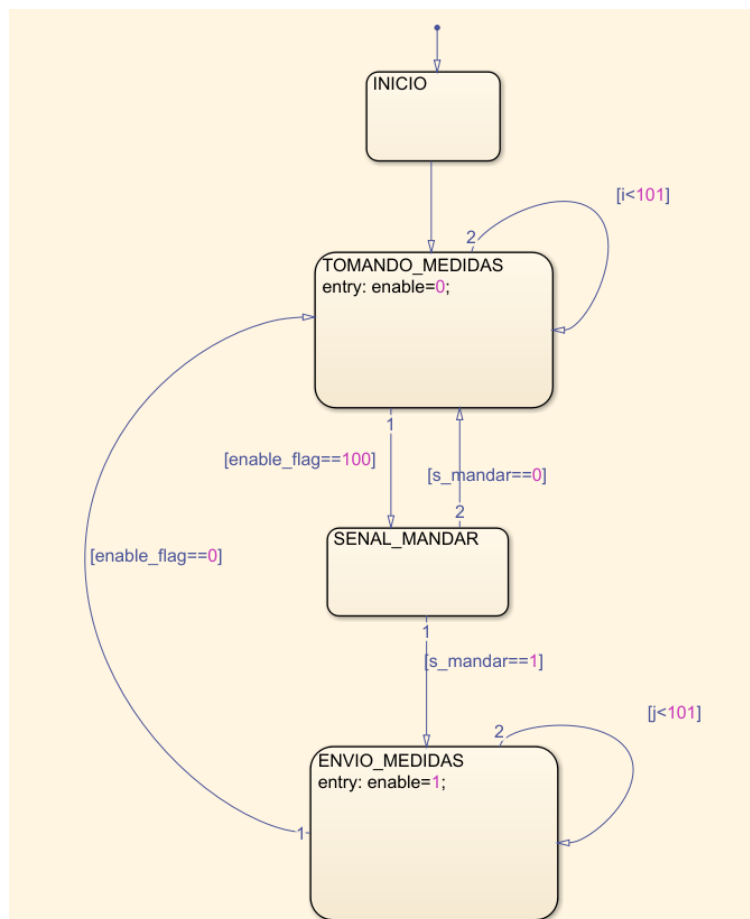 INICIO
[i<101]
2
TOMANDO_MEDIDAS
entry: enable=0;
1
[enable_flag==100]
[s_mandar==0]
2
SENAL_MANDAR
[enable_flag==0]
1
[s_mandar==1]
[j<101]
2
ENVIO_MEDIDAS
entry: enable=1;
1